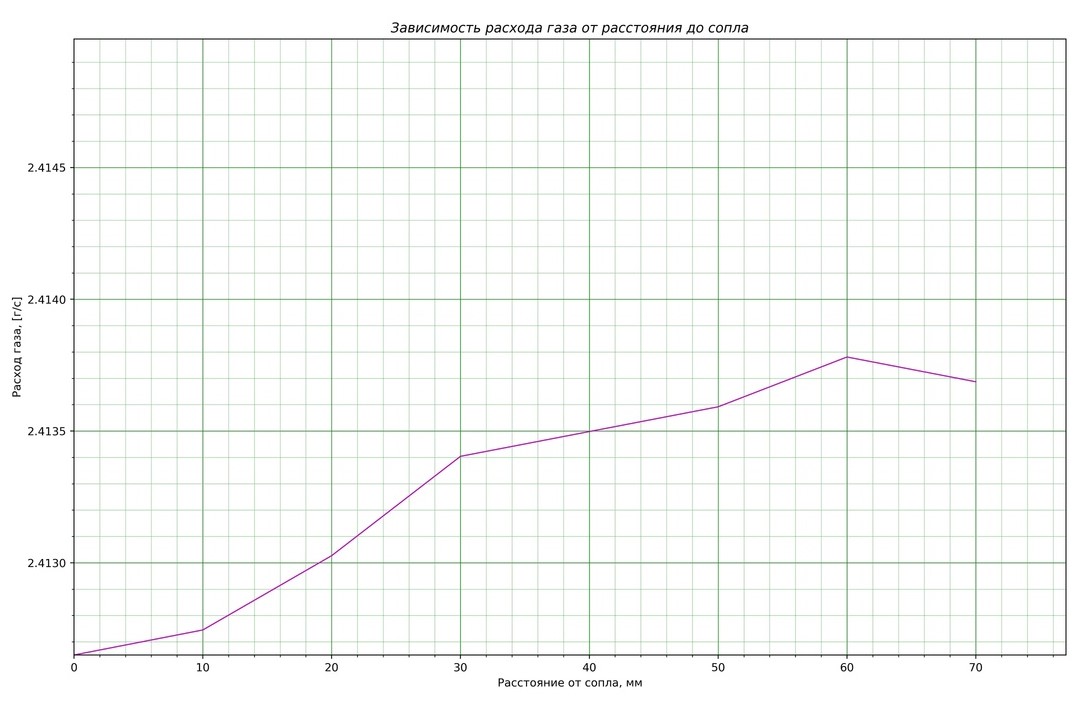 Зависимость расхода газа от расстояния до сопла
Расход газа, [г/с]
2.4145
2.4140
2.4135
2.4130
0 10 20 30 40 50 60 70
Расстояние от сопла, мм